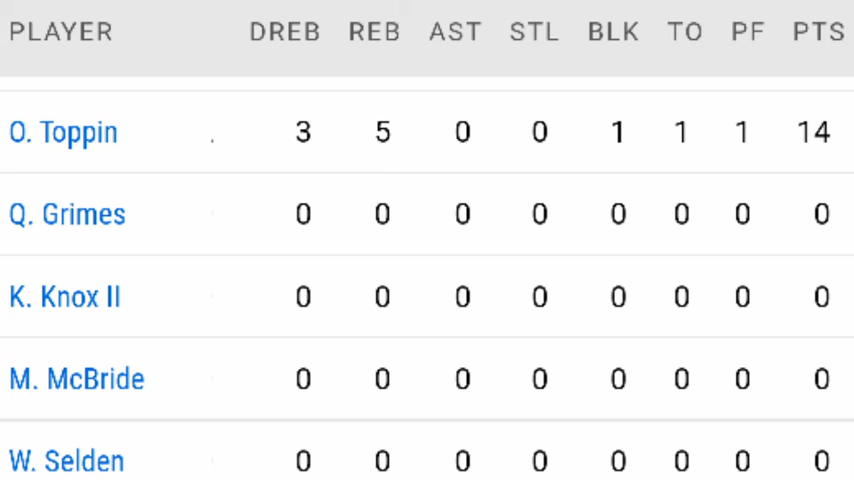 PLAYER DREB REB AST STL BLK TO PF PTS
O. Toppin 3 5 0 0 1 1 1 14
Q. Grimes 0 0 0 0 0 0 0 0
K. Knox II 0 0 0 0 0 0 0 0
M. McBride 0 0 0 0 0 0 0 0
W. Selden 0 0 0 0 0 0 0 0